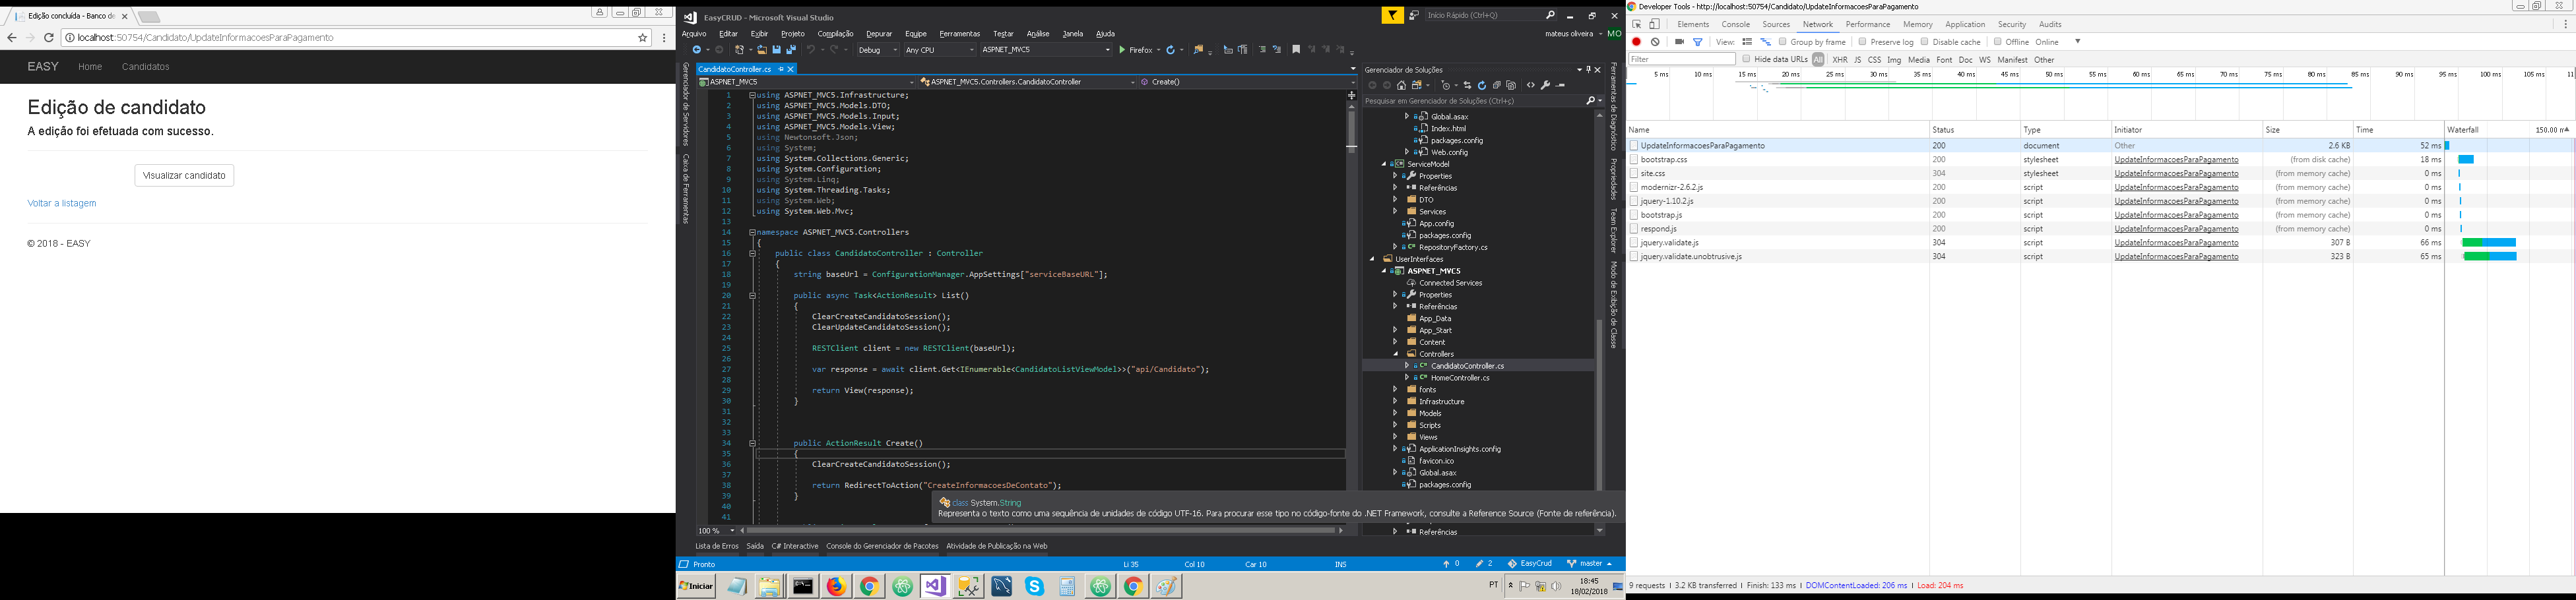 Edição concluída - Banco de
localhost:50754/Candidato/UpdateInformacoesParaPagamento
EASY Home Candidatos
Edição de candidato
A edição foi efetuada com sucesso.
Visualizar candidato
Voltar a listagem
© 2018 - EASY
EasyCRUD - Microsoft Visual Studio
Início Rápido (Ctrl+Q)
Arquivo Editar Exibir Projeto Compilação Depurar Equipe Ferramentas Testar Análise Janela Ajuda
mateus oliveira MO
Debug Any CPU ASPNET_MVC5 Firefox
Gerenciador de Servidores
Caixa de Ferramentas
CandidatoController.cs
ASPNET_MVC5 ASPNET_MVC5.Controllers.CandidatoController Create()
1 using ASPNET_MVC5.Infrastructure;
2 using ASPNET_MVC5.Models.DTO;
3 using ASPNET_MVC5.Models.Input;
4 using ASPNET_MVC5.Models.View;
5 using Newtonsoft.Json;
6 using System;
7 using System.Collections.Generic;
8 using System.Configuration;
9 using System.Linq;
10 using System.Threading.Tasks;
11 using System.Web;
12 using System.Web.Mvc;
13
14 namespace ASPNET_MVC5.Controllers
15 {
16 public class CandidatoController : Controller
17 {
18 string baseUrl = ConfigurationManager.AppSettings["serviceBaseURL"];
19
20 public async Task<ActionResult> List()
21 {
22 ClearCreateCandidatoSession();
23 ClearUpdateCandidatoSession();
24
25 RESTClient client = new RESTClient(baseUrl);
26
27 var response = await client.Get<IEnumerable<CandidatoListViewModel>>("api/Candidato");
28
29 return View(response);
30 }
31
32
33
34 public ActionResult Create()
35 {
36 ClearCreateCandidatoSession();
37
38 return RedirectToAction("CreateInformacoesDeContato");
39 }
40
41
class System.String
Representa o texto como uma sequência de unidades de código UTF-16. Para procurar esse tipo no código-fonte do .NET Framework, consulte a Reference Source (Fonte de referência).
100 %
Lista de Erros Saída C# Interactive Console do Gerenciador de Pacotes Atividade de Publicação na Web
Pronto Li 35 Col 10 Car 10 INS 0 2 EasyCrud master
Gerenciador de Soluções
Pesquisar em Gerenciador de Soluções (Ctrl+ç)
Global.asax
Index.html
packages.config
Web.config
ServiceModel
Properties
Referências
DTO
Services
App.config
packages.config
RepositoryFactory.cs
UserInterfaces
ASPNET_MVC5
Connected Services
Properties
Referências
App_Data
App_Start
Content
Controllers
CandidatoController.cs
HomeController.cs
fonts
Infrastructure
Models
Scripts
Views
ApplicationInsights.config
favicon.ico
Global.asax
packages.config
Referências
Ferramentas de Diagnóstico
Propriedades
Team Explorer
Modo de Exibição de Classe
Iniciar
PT
18:45
18/02/2018
Developer Tools - http://localhost:50754/Candidato/UpdateInformacoesParaPagamento
Elements Console Sources Network Performance Memory Application Security Audits
View: Group by frame Preserve log Disable cache Offline Online
Filter Hide data URLs All XHR JS CSS Img Media Font Doc WS Manifest Other
5 ms 10 ms 15 ms 20 ms 25 ms 30 ms 35 ms 40 ms 45 ms 50 ms 55 ms 60 ms 65 ms 70 ms 75 ms 80 ms 85 ms 90 ms 95 ms 100 ms 105 ms 110 ms
Name Status Type Initiator Size Time Waterfall 150.00 m
UpdateInformacoesParaPagamento 200 document Other 2.6 KB 52 ms
bootstrap.css 200 stylesheet UpdateInformacoesParaPagamento (from disk cache) 18 ms
site.css 304 stylesheet UpdateInformacoesParaPagamento (from memory cache) 0 ms
modernizr-2.6.2.js 200 script UpdateInformacoesParaPagamento (from memory cache) 0 ms
jquery-1.10.2.js 200 script UpdateInformacoesParaPagamento (from memory cache) 0 ms
bootstrap.js 200 script UpdateInformacoesParaPagamento (from memory cache) 0 ms
respond.js 200 script UpdateInformacoesParaPagamento (from memory cache) 0 ms
jquery.validate.js 304 script UpdateInformacoesParaPagamento 307 B 66 ms
jquery.validate.unobtrusive.js 304 script UpdateInformacoesParaPagamento 323 B 65 ms
9 requests | 3.2 KB transferred | Finish: 133 ms | DOMContentLoaded: 206 ms | Load: 204 ms